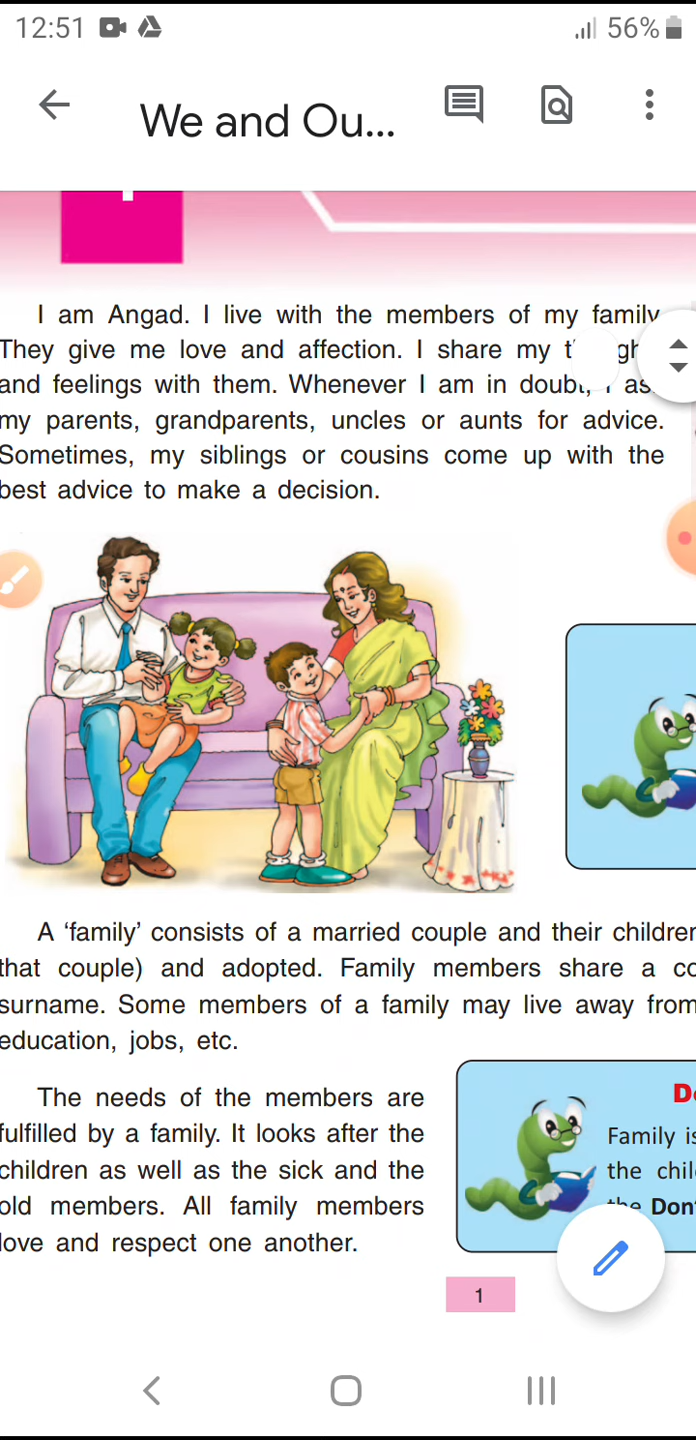 12:51
56%
We and Ou...
I am Angad. I live with the members of my family
They give me love and affection. I share my
and feelings with them. Whenever I am in doubt, I
my parents, grandparents, uncles or aunts for advice.
Sometimes, my siblings or cousins come up with the
best advice to make a decision.
A ‘family’ consists of a married couple and their
that couple) and adopted. Family members share a
surname. Some members of a family may live away from
education, jobs, etc.
The needs of the members are
fulfilled by a family. It looks after the
children as well as the sick and the
old members. All family members
love and respect one another.
Family is
the
the
1